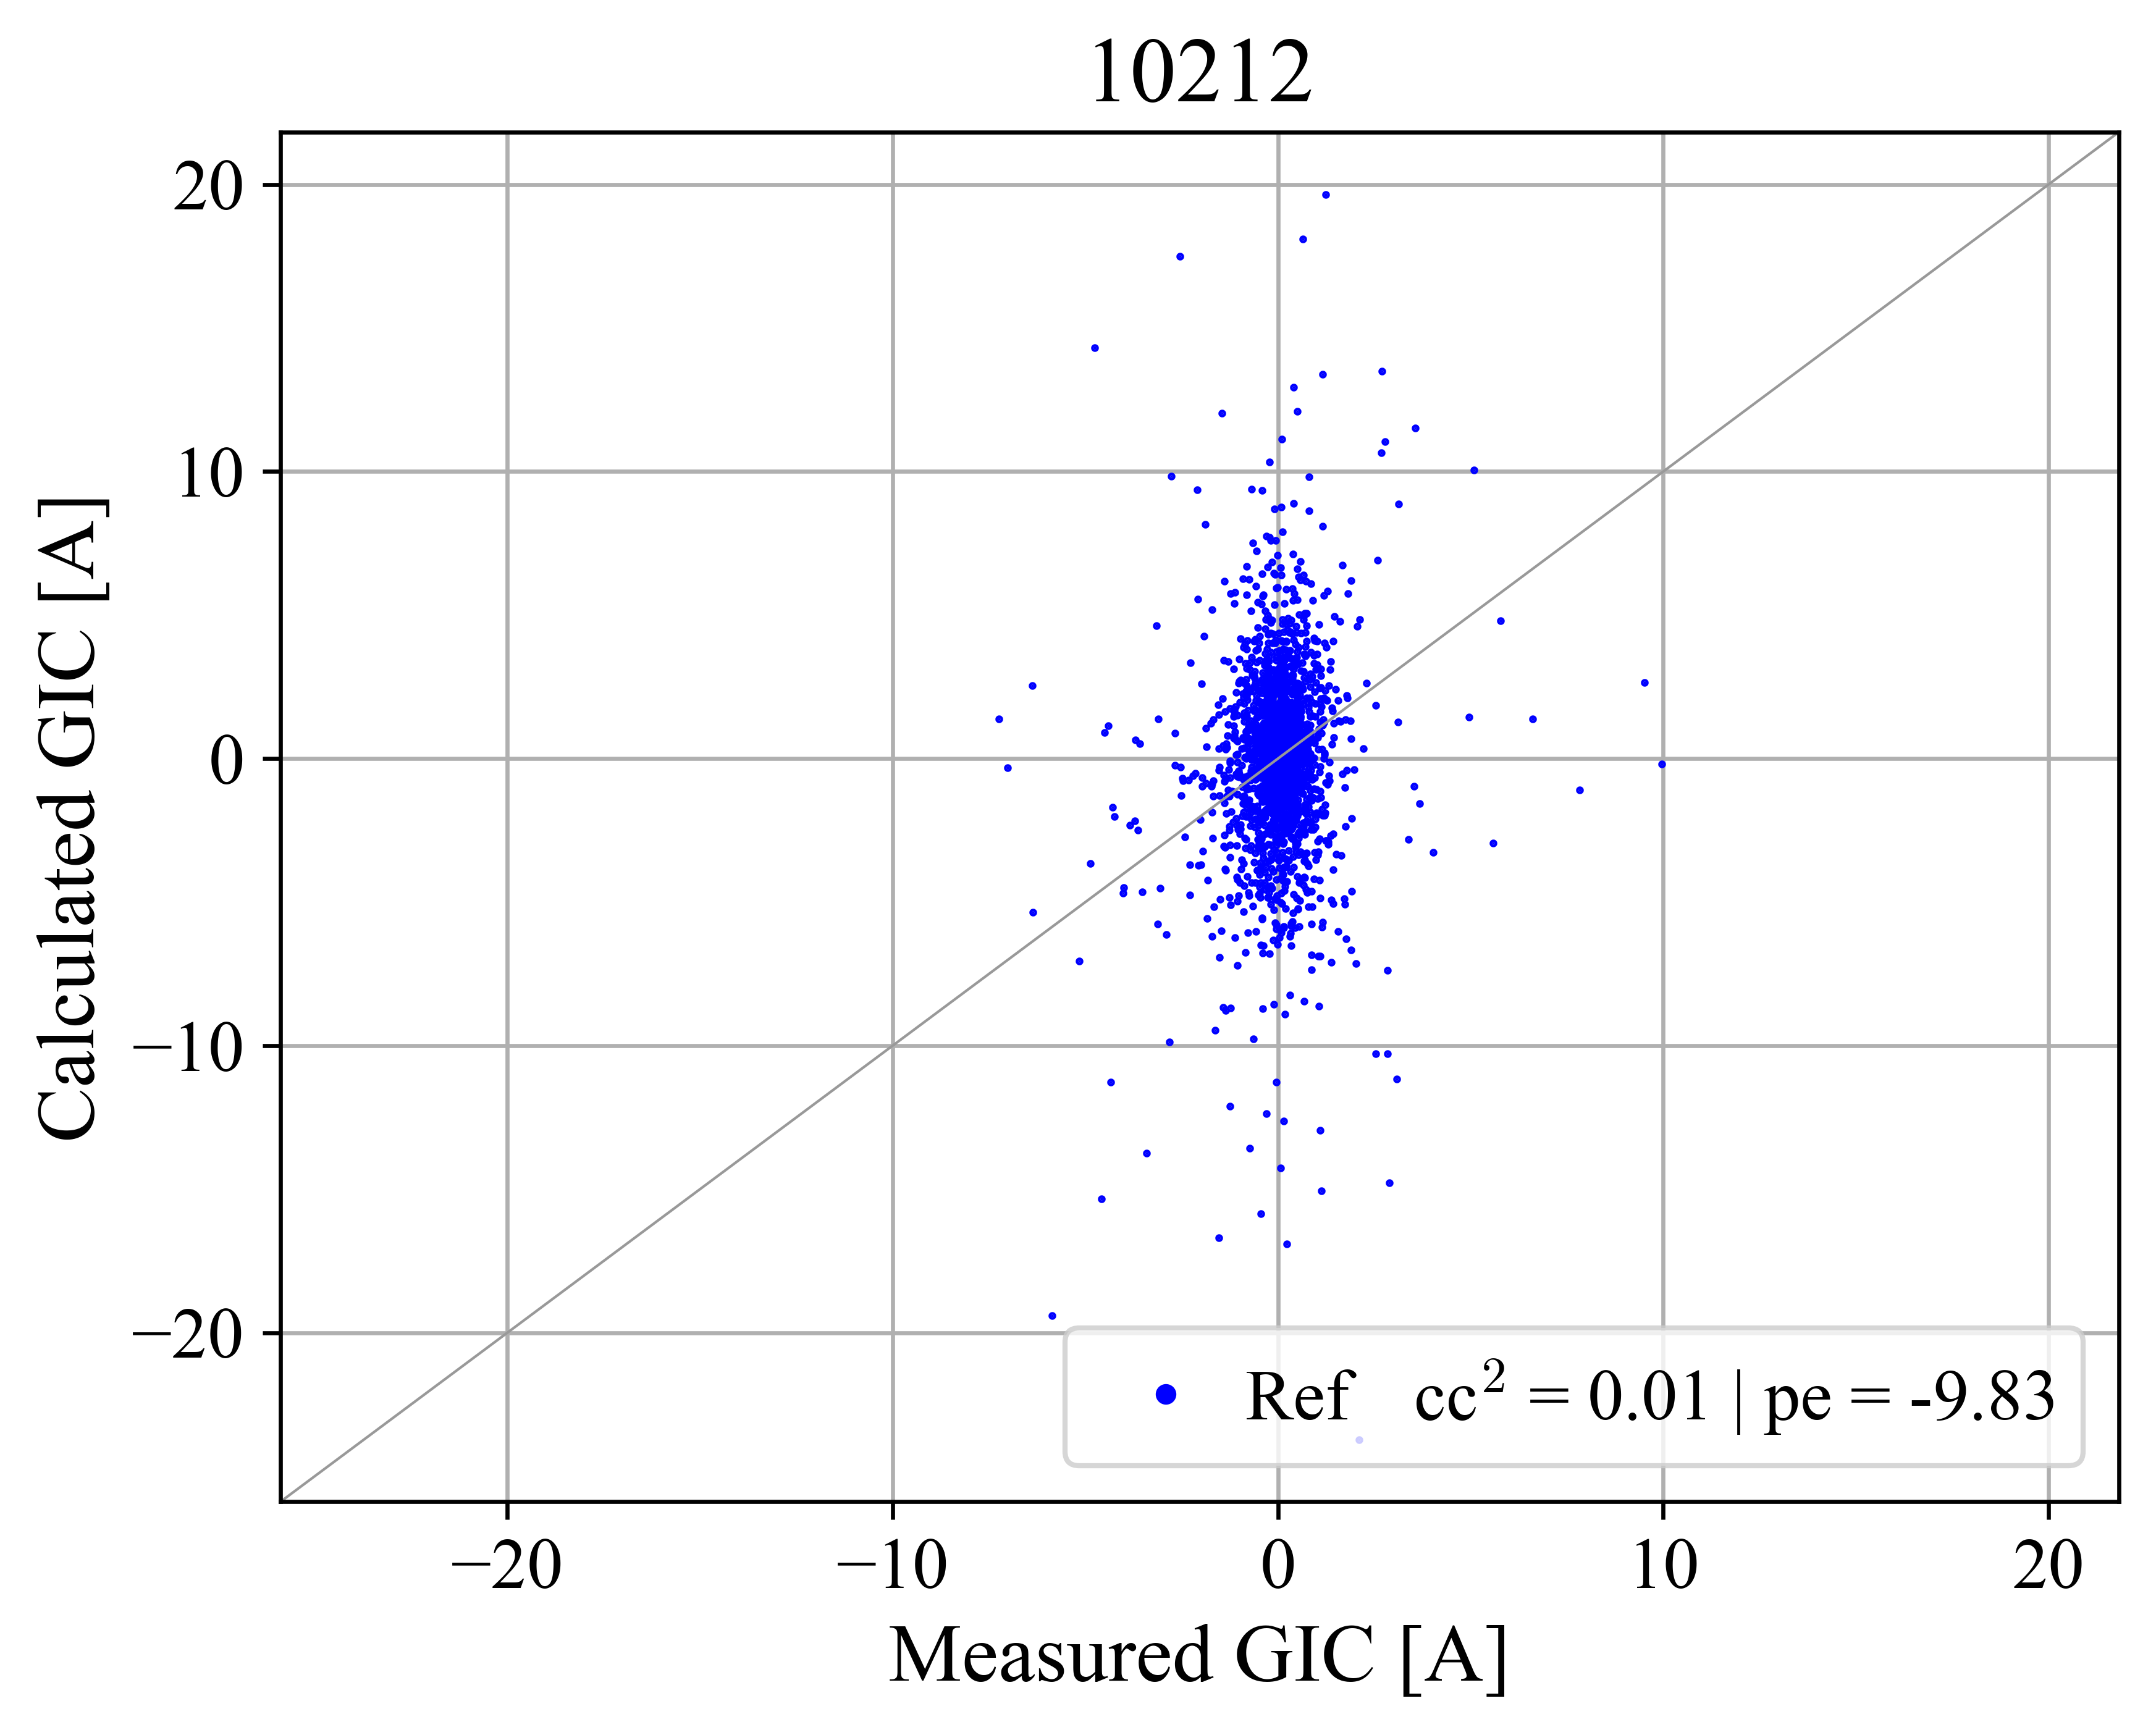 10212
20
10
0
−10
−20
Calculated GIC [A]
Ref cc² = 0.01 | pe = -9.83
−20 −10 0 10 20
Measured GIC [A]